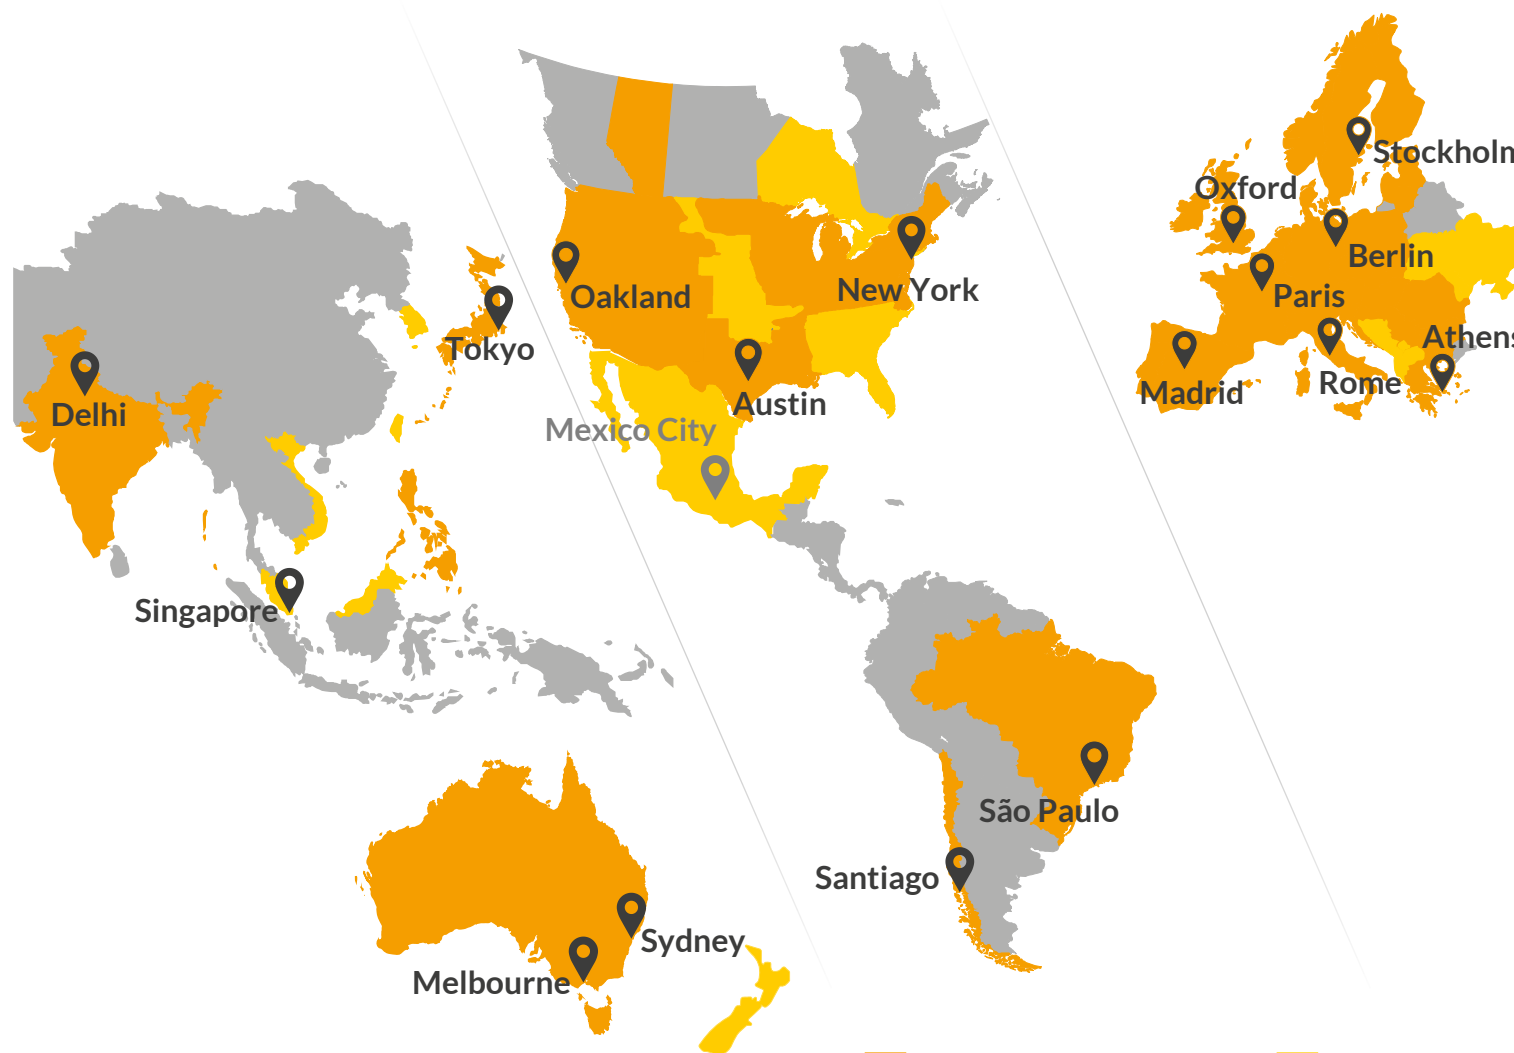 Stockholm
Oxford
Berlin
Oakland
New York
Paris
Tokyo
Athens
Delhi
Madrid
Rome
Austin
Mexico City
Singapore
São Paulo
Santiago
Sydney
Melbourne